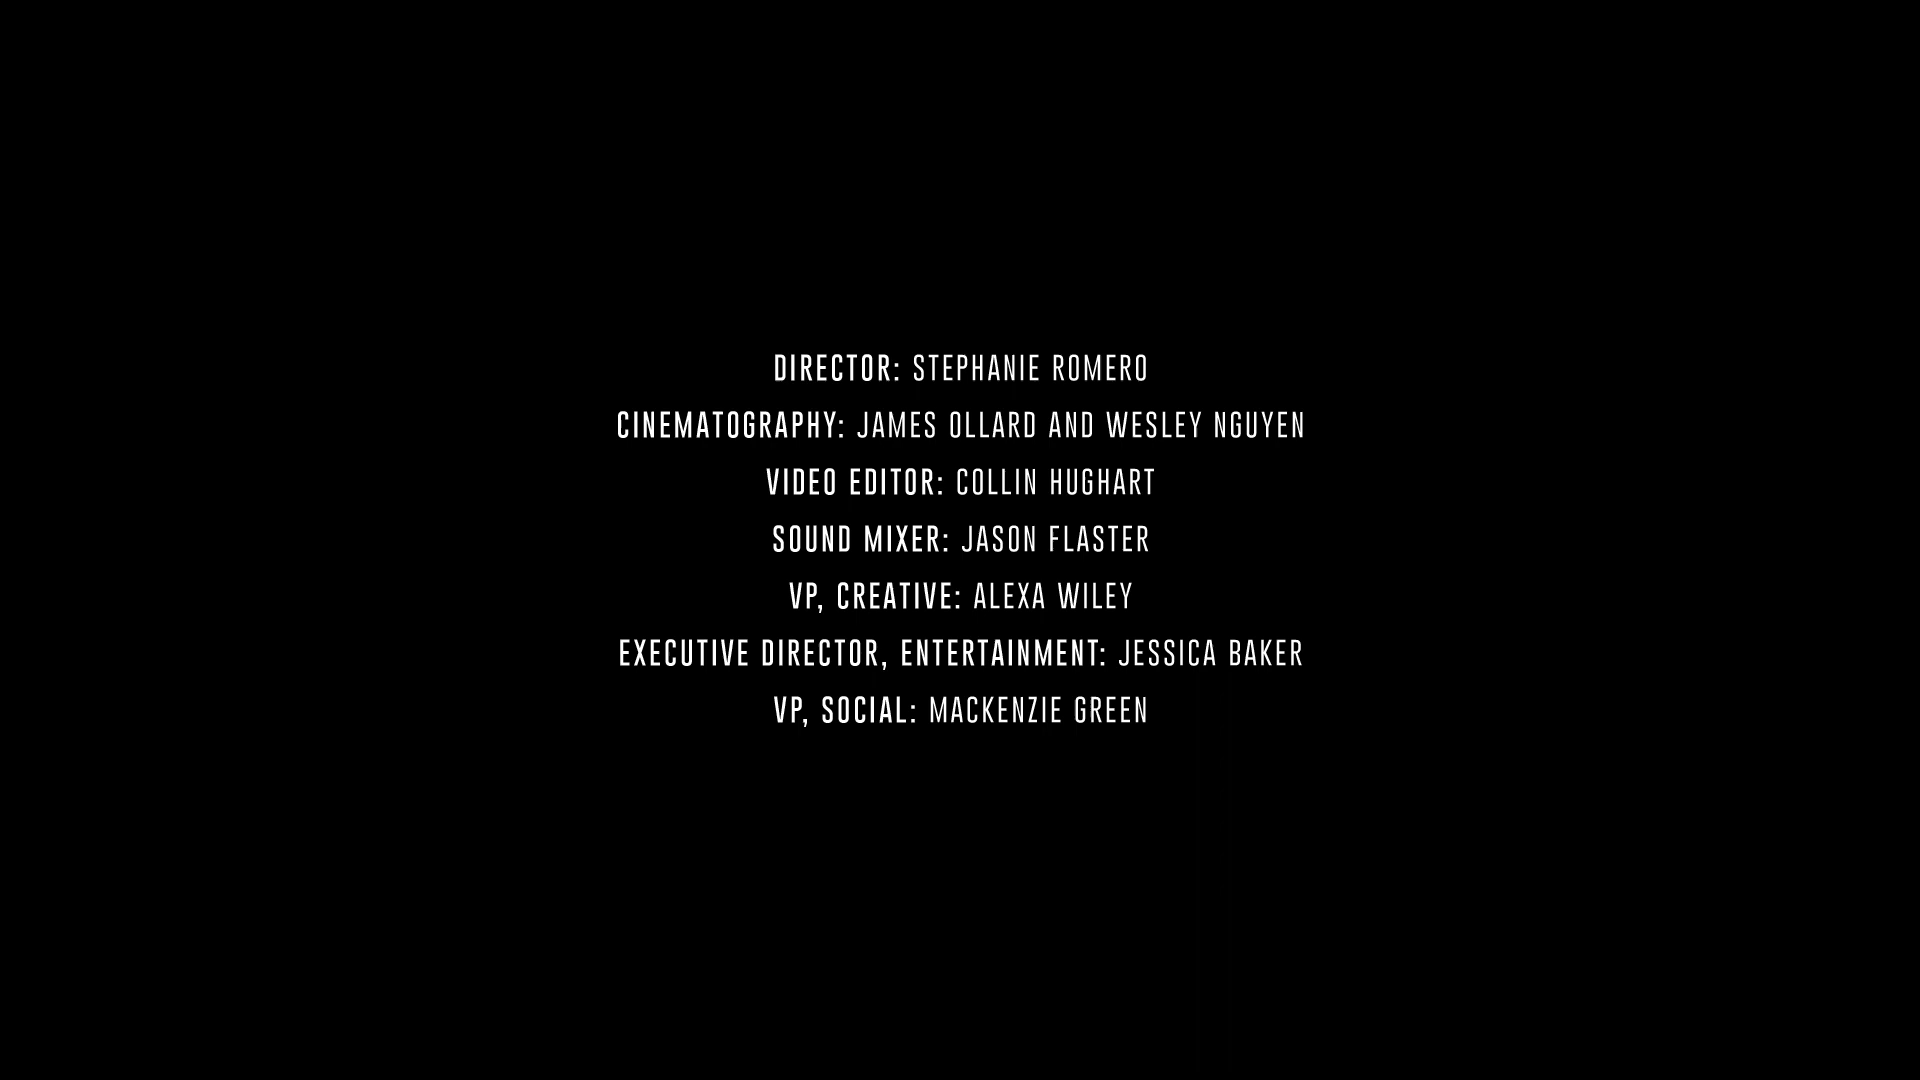 DIRECTOR: STEPHANIE ROMERO
CINEMATOGRAPHY: JAMES OLLARD AND WESLEY NGUYEN
VIDEO EDITOR: COLLIN HUGHART
SOUND MIXER: JASON FLASTER
VP, CREATIVE: ALEXA WILEY
EXECUTIVE DIRECTOR, ENTERTAINMENT: JESSICA BAKER
VP, SOCIAL: MACKENZIE GREEN